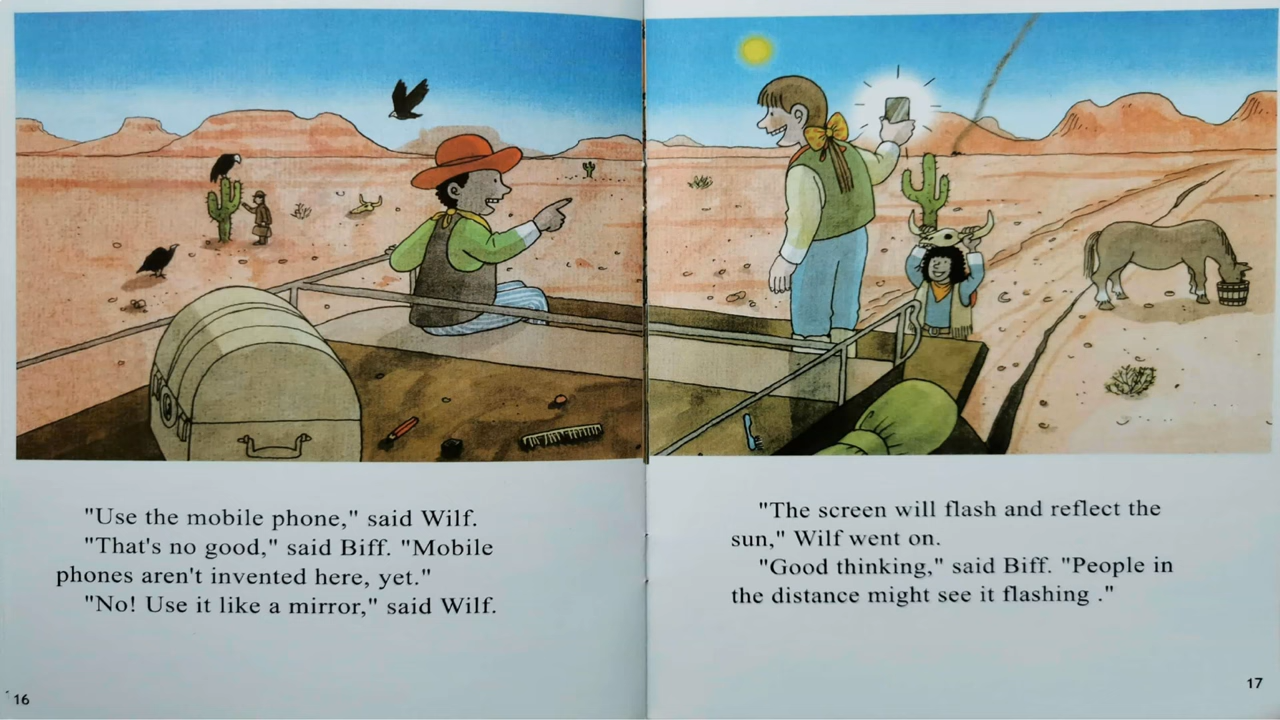 "Use the mobile phone," said Wilf.
"That's no good," said Biff. "Mobile
phones aren't invented here, yet."
"No! Use it like a mirror," said Wilf.
16
"The screen will flash and reflect the
sun," Wilf went on.
"Good thinking," said Biff. "People in
the distance might see it flashing ."
17